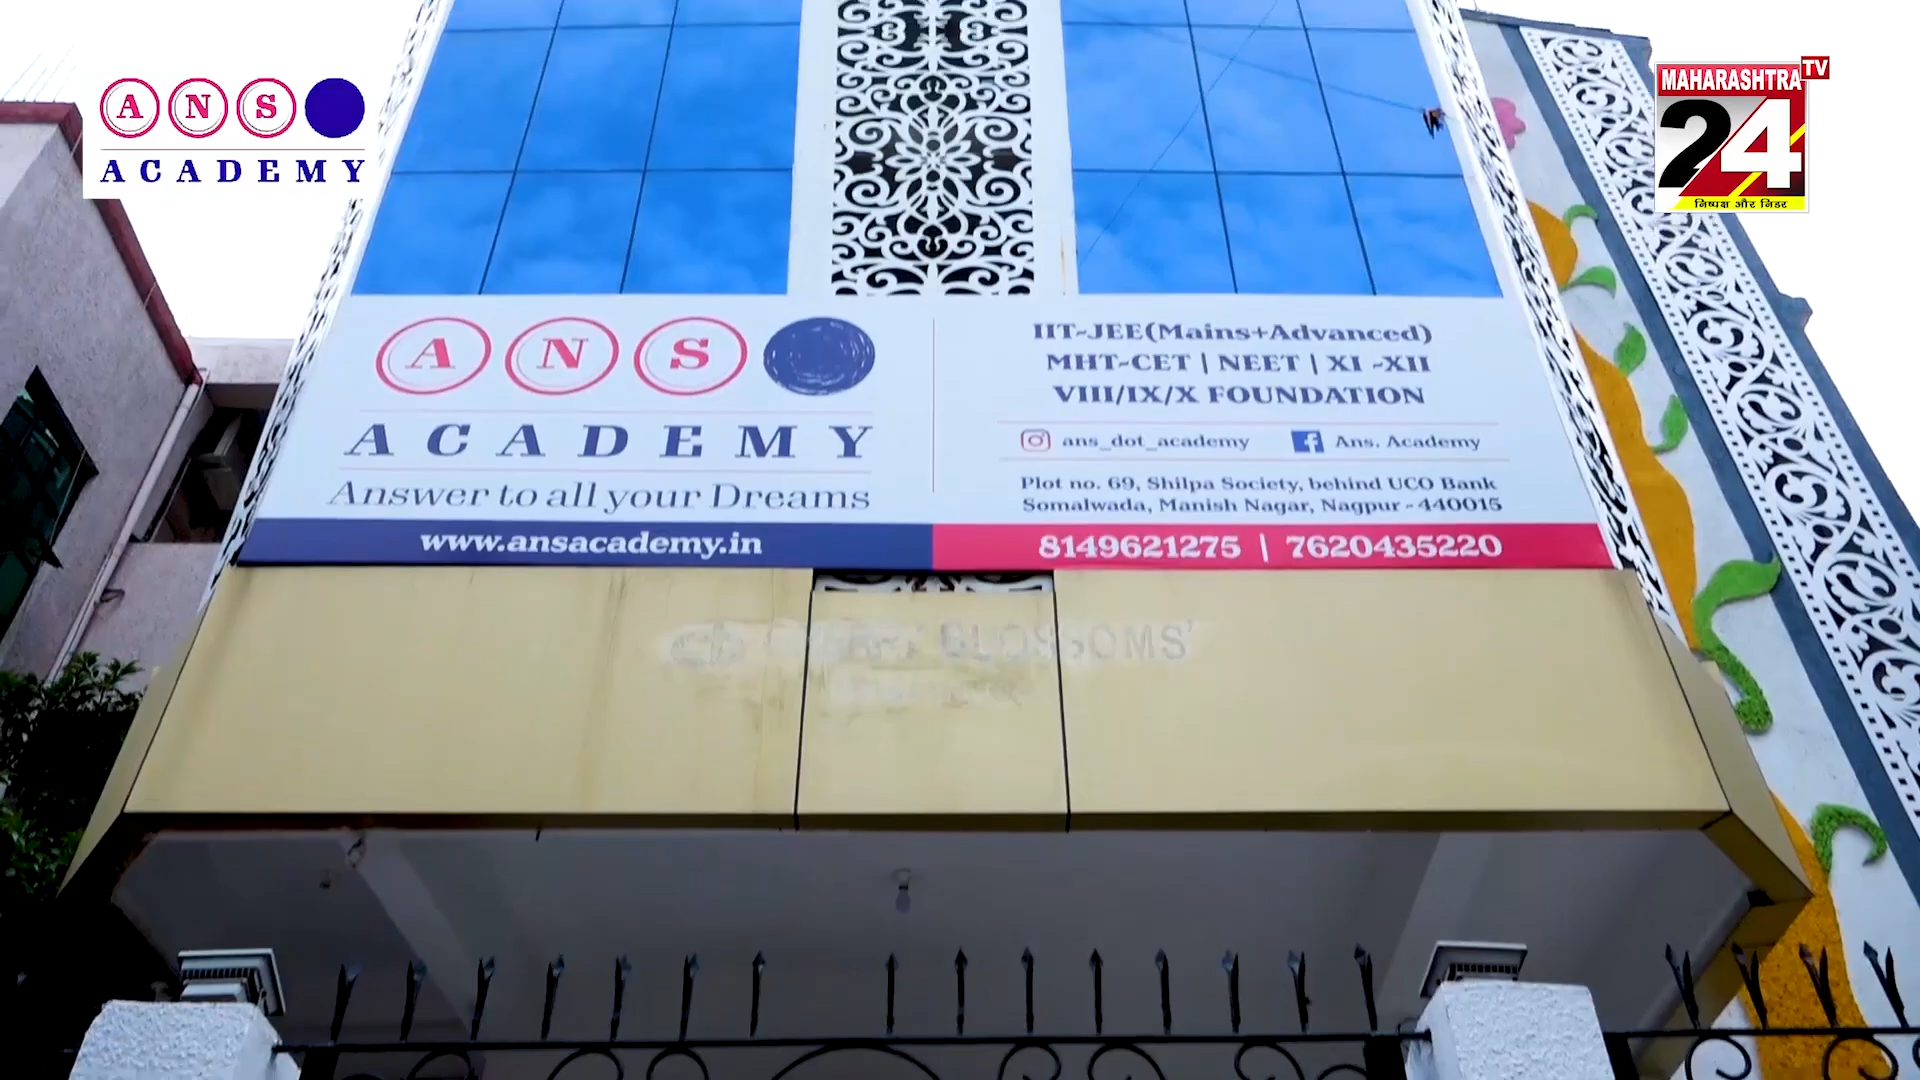 A N S
ACADEMY
MAHARASHTRA TV
24
निष्पक्ष और निडर
A N S
ACADEMY
Answer to all your Dreams
www.ansacademy.in
IIT-JEE(Mains+Advanced)
MHT-CET | NEET | XI -XII
VIII/IX/X FOUNDATION
ans_dot_academy Ans. Academy
Plot no. 69, Shilpa Society, behind UCO Bank
Somalwada, Manish Nagar, Nagpur - 440015
8149621275 | 7620435220
BLOSSOMS'